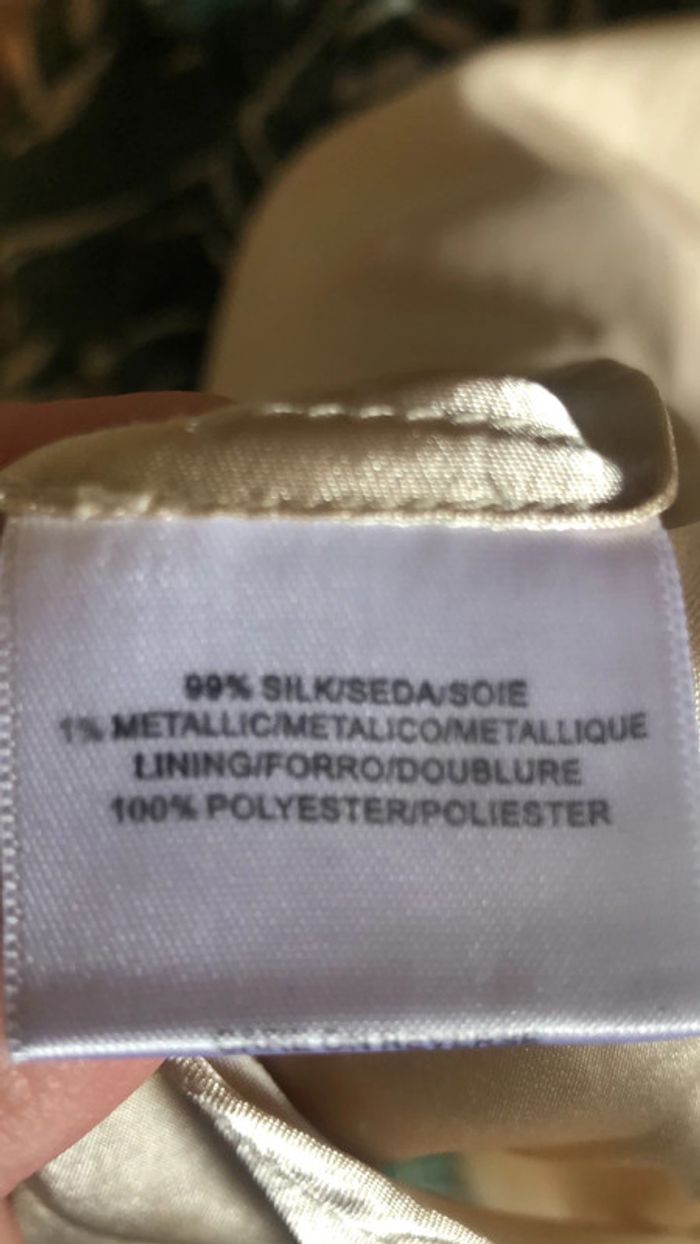 99% SILK/SEDA/SOIE
1% METALLIC/METALICO/METALLIQUE
LINING/FORRO/DOUBLURE
100% POLYESTER/POLIESTER